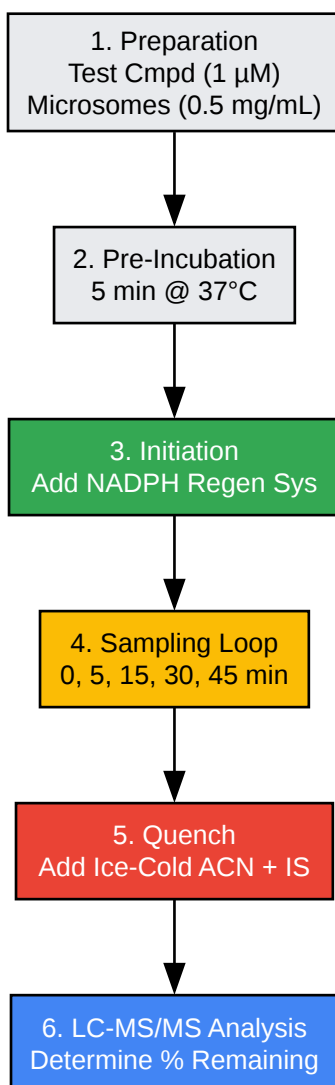 1. Preparation
Test Cmpd (1 µM)
Microsomes (0.5 mg/mL)
2. Pre-Incubation
5 min @ 37°C
3. Initiation
Add NADPH Regen Sys
4. Sampling Loop
0, 5, 15, 30, 45 min
5. Quench
Add Ice-Cold ACN + IS
6. LC-MS/MS Analysis
Determine % Remaining